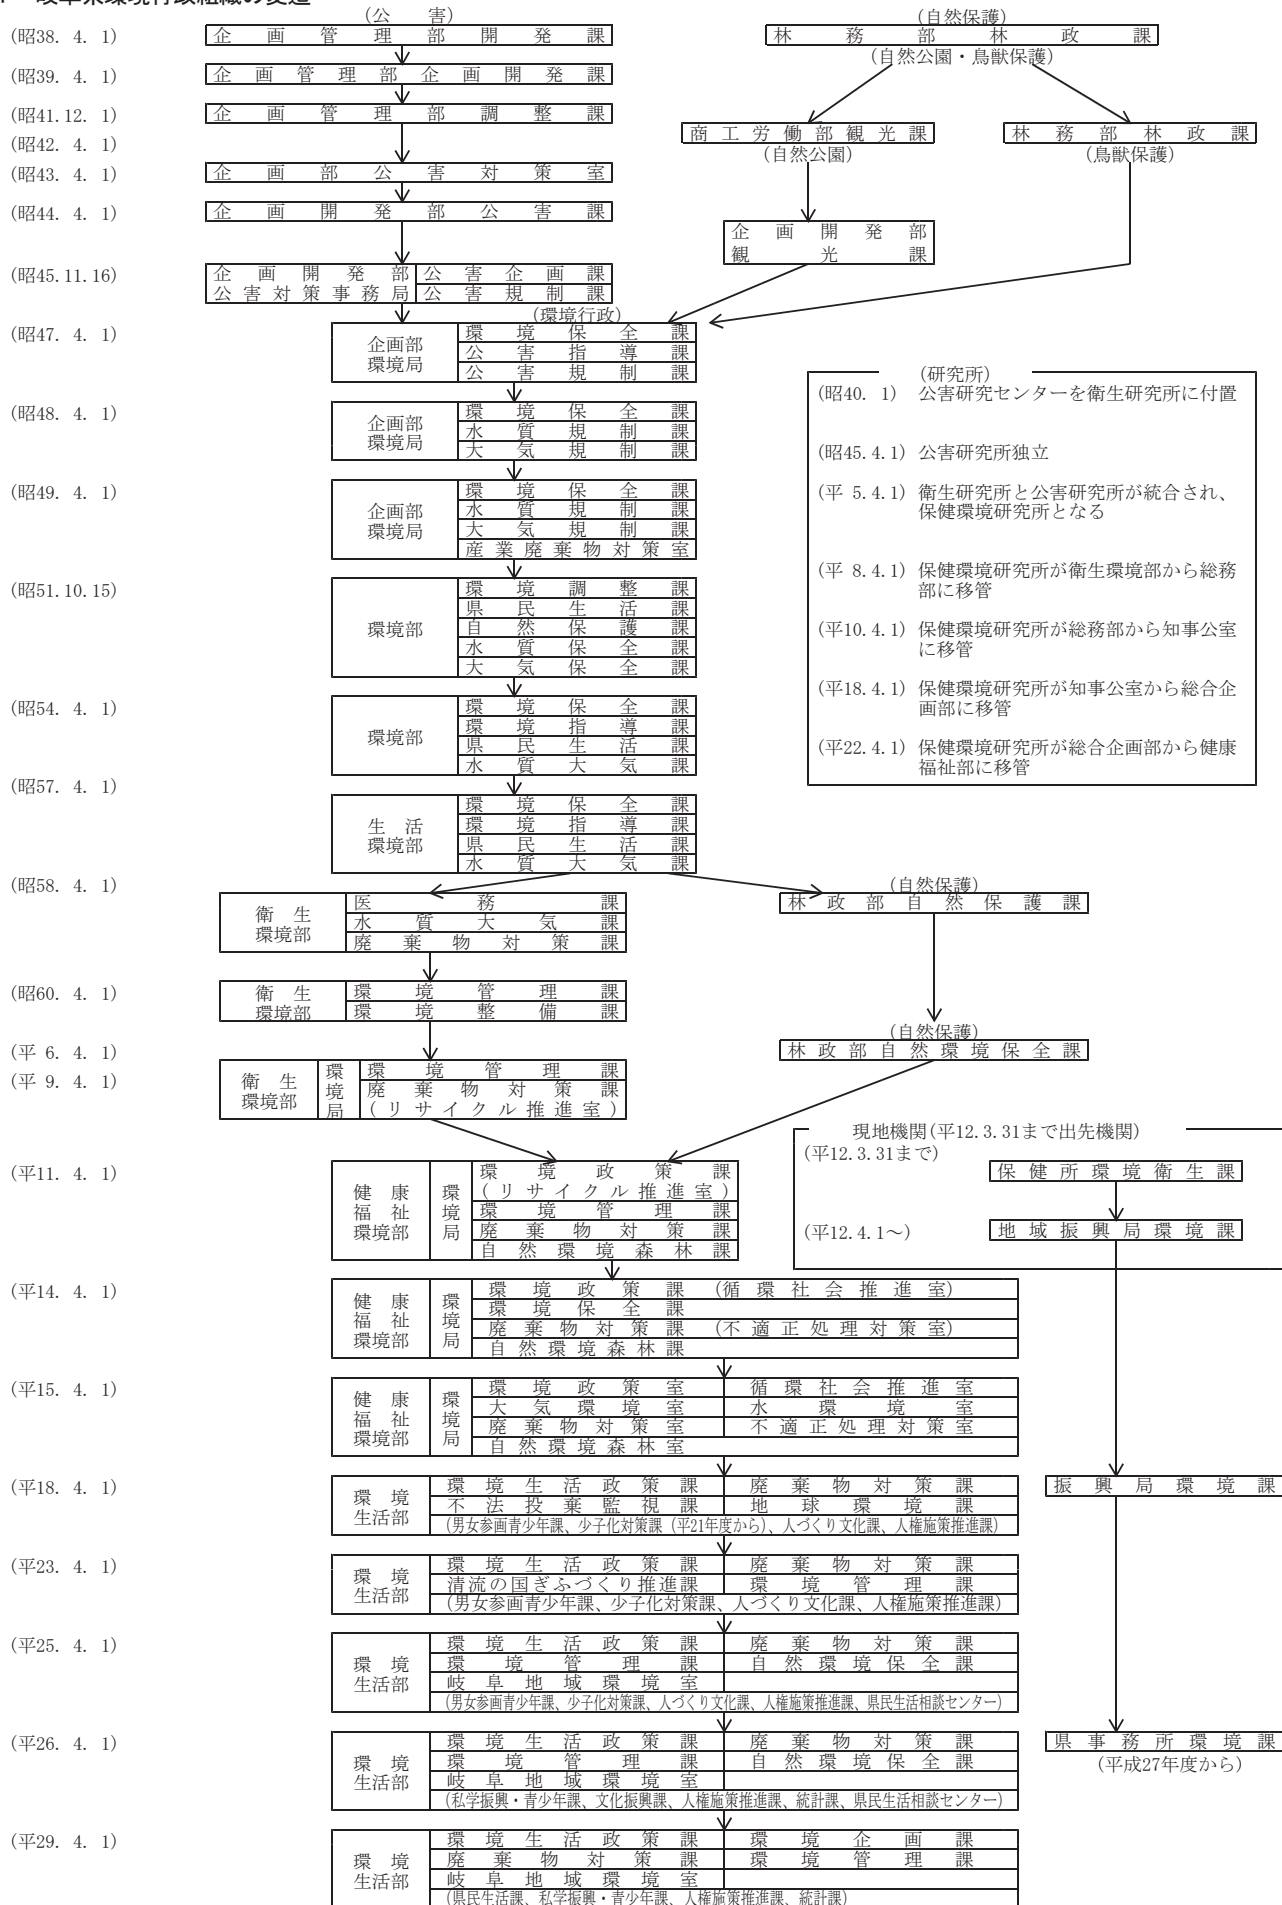 岐阜県環境行政組織の変遷
(公　害)
(自然保護)
(昭38. 4. 1)
企画管理部開発課
林務部林政課
(自然公園・鳥獣保護)
(昭39. 4. 1)
企画管理部企画開発課
(昭41.12. 1)
企画管理部調整課
商工労働部観光課
林務部林政課
(昭42. 4. 1)
(自然公園)
(鳥獣保護)
(昭43. 4. 1)
企画部公害対策室
(昭44. 4. 1)
企画開発部公害課
企画開発部
観光課
(昭45.11.16)
企画開発部
公害対策事務局
公害企画課
公害規制課
(環境行政)
(昭47. 4. 1)
企画部
環境局
環境保全課
公害指導課
公害規制課
(昭48. 4. 1)
企画部
環境局
環境保全課
水質規制課
大気規制課
(昭49. 4. 1)
企画部
環境局
環境保全課
水質規制課
大気規制課
産業廃棄物対策室
(昭51.10.15)
環境部
環境調整課
県民生活課
自然保護課
水質保全課
大気保全課
(昭54. 4. 1)
環境部
環境保全課
環境指導課
県民生活課
水質大気課
(昭57. 4. 1)
生　活
環境部
環境保全課
環境指導課
県民生活課
水質大気課
(研究所)
(昭40. 1)　公害研究センターを衛生研究所に付置
(昭45.4.1) 公害研究所独立
(平 5.4.1) 衛生研究所と公害研究所が統合され、
保健環境研究所となる
(平 8.4.1) 保健環境研究所が衛生環境部から総務
部に移管
(平10.4.1) 保健環境研究所が総務部から知事公室
に移管
(平18.4.1) 保健環境研究所が知事公室から総合企
画部に移管
(平22.4.1) 保健環境研究所が総合企画部から健康
福祉部に移管
(昭58. 4. 1)
衛　生
環境部
医務課
水質大気課
廃棄物対策課
(自然保護)
林政部自然保護課
(昭60. 4. 1)
衛　生
環境部
環境管理課
環境整備課
(自然保護)
(平 6. 4. 1)
林政部自然環境保全課
(平 9. 4. 1)
衛　生
環境部
環境局
環境管理課
廃棄物対策課
(リサイクル推進室)
現地機関(平12.3.31まで出先機関)
(平12.3.31まで)
保健所環境衛生課
(平12.4.1～)
地域振興局環境課
(平11. 4. 1)
健　康
福　祉
環境部
環境局
環境政策課
(リサイクル推進室)
環境管理課
廃棄物対策課
自然環境森林課
(平14. 4. 1)
健　康
福　祉
環境部
環境局
環境政策課　(循環社会推進室)
環境保全課
廃棄物対策課　(不適正処理対策室)
自然環境森林課
(平15. 4. 1)
健　康
福　祉
環境部
環境局
環境政策室　循環社会推進室
大気環境室　水環境室
廃棄物対策室　不適正処理対策室
自然環境森林室
(平18. 4. 1)
環　境
生活部
環境生活政策課　廃棄物対策課
不法投棄監視課　地球環境課
(男女参画青少年課、少子化対策課（平21年度から）、人づくり文化課、人権施策推進課)
振興局環境課
(平23. 4. 1)
環　境
生活部
環境生活政策課　廃棄物対策課
清流の国ぎふづくり推進課　環境管理課
(男女参画青少年課、少子化対策課、人づくり文化課、人権施策推進課)
(平25. 4. 1)
環　境
生活部
環境生活政策課　廃棄物対策課
環境管理課　自然環境保全課
岐阜地域環境室
(男女参画青少年課、少子化対策課、人づくり文化課、人権施策推進課、県民生活相談センター)
(平26. 4. 1)
環　境
生活部
環境生活政策課　廃棄物対策課
環境管理課　自然環境保全課
岐阜地域環境室
(私学振興・青少年課、文化振興課、人権施策推進課、統計課、県民生活相談センター)
県事務所環境課
(平成27年度から)
(平29. 4. 1)
環　境
生活部
環境生活政策課　環境企画課
廃棄物対策課　環境管理課
岐阜地域環境室
(県民生活課、私学振興・青少年課、人権施策推進課、統計課)